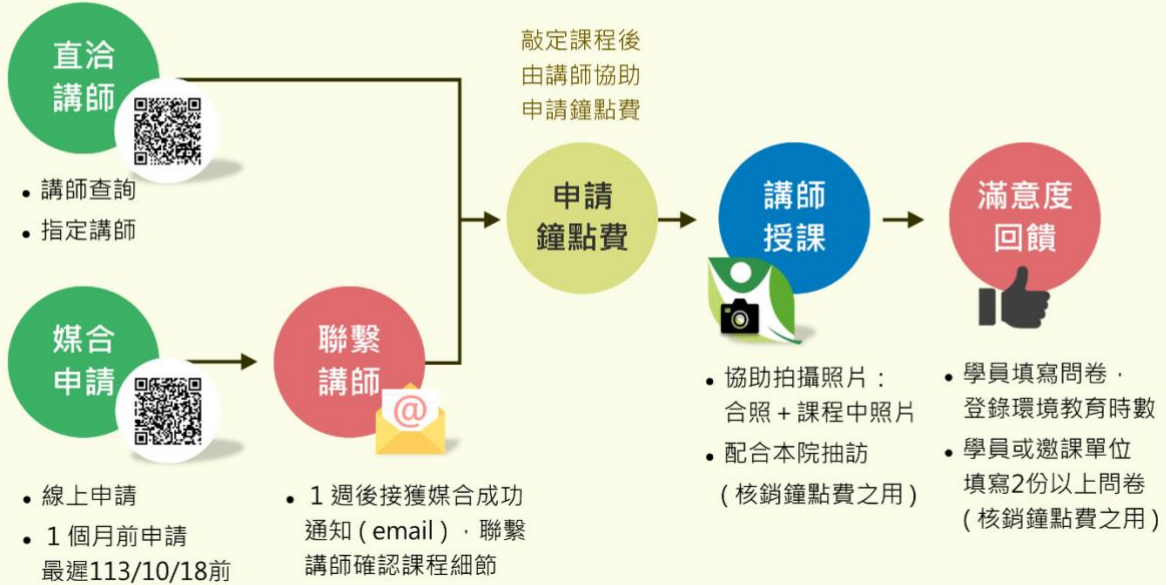 直洽
講師
• 講師查詢
• 指定講師
媒合
申請
• 線上申請
• 1個月前申請
最遲113/10/18前
聯繫
講師
@
• 1週後接獲媒合成功
通知(email),聯繫
講師確認課程細節
敲定課程後
由講師協助
申請鐘點費
申請
鐘點費
講師
授課
• 協助拍攝照片:
合照+課程中照片
• 配合本院抽訪
(核銷鐘點費之用)
滿意度
回饋
• 學員填寫問卷,
登錄環境教育時數
• 學員或邀課單位
填寫2份以上問卷
(核銷鐘點費之用)